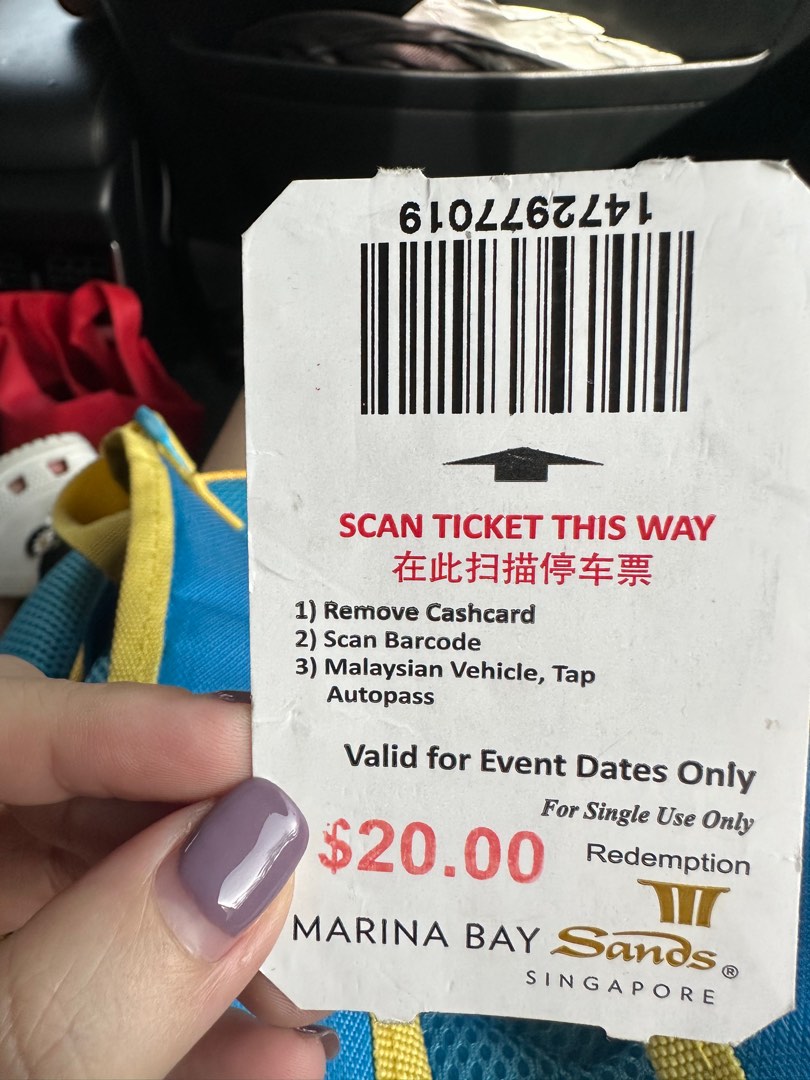 1472977019
SCAN TICKET THIS WAY
在此扫描停车票
1) Remove Cashcard
2) Scan Barcode
3) Malaysian Vehicle, Tap
Autopass
Valid for Event Dates Only
For Single Use Only
$20.00 Redemption
MARINA BAY Sands®
SINGAPORE